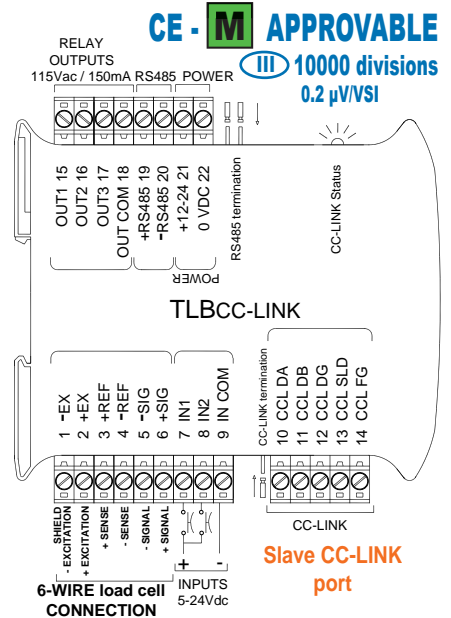 CE - M APPROVABLE
III 10000 divisions
0.2 µV/VSI
RELAY
OUTPUTS
115Vac / 150mA RS485 POWER
OUT1 15
OUT2 16
OUT3 17
OUT COM 18
+RS485 19
-RS485 20
+12-24 21
0 VDC 22
RS485 termination
CC-LINK Status
POWER
TLBCC-LINK
1 -EX
2 +EX
3 +REF
4 -REF
5 -SIG
6 +SIG
7 IN1
8 IN2
9 IN COM
CC-LINK termination
10 CCL DA
11 CCL DB
12 CCL DG
13 CCL SLD
14 CCL FG
SHIELD
- EXCITATION
+ EXCITATION
+ SENSE
- SENSE
- SIGNAL
+ SIGNAL
+ -
6-WIRE load cell
CONNECTION
INPUTS
5-24Vdc
CC-LINK
Slave CC-LINK
port